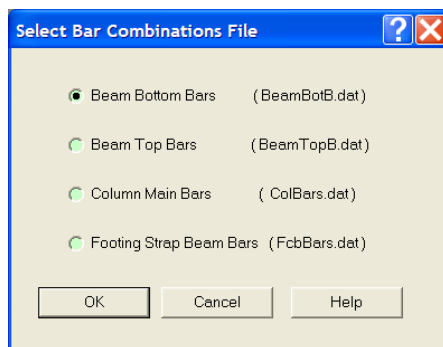 Select Bar Combinations File
Beam Bottom Bars (BeamBotB.dat)
Beam Top Bars (BeamTopB.dat)
Column Main Bars ( ColBars.dat)
Footing Strap Beam Bars (FcbBars.dat)
OK Cancel Help